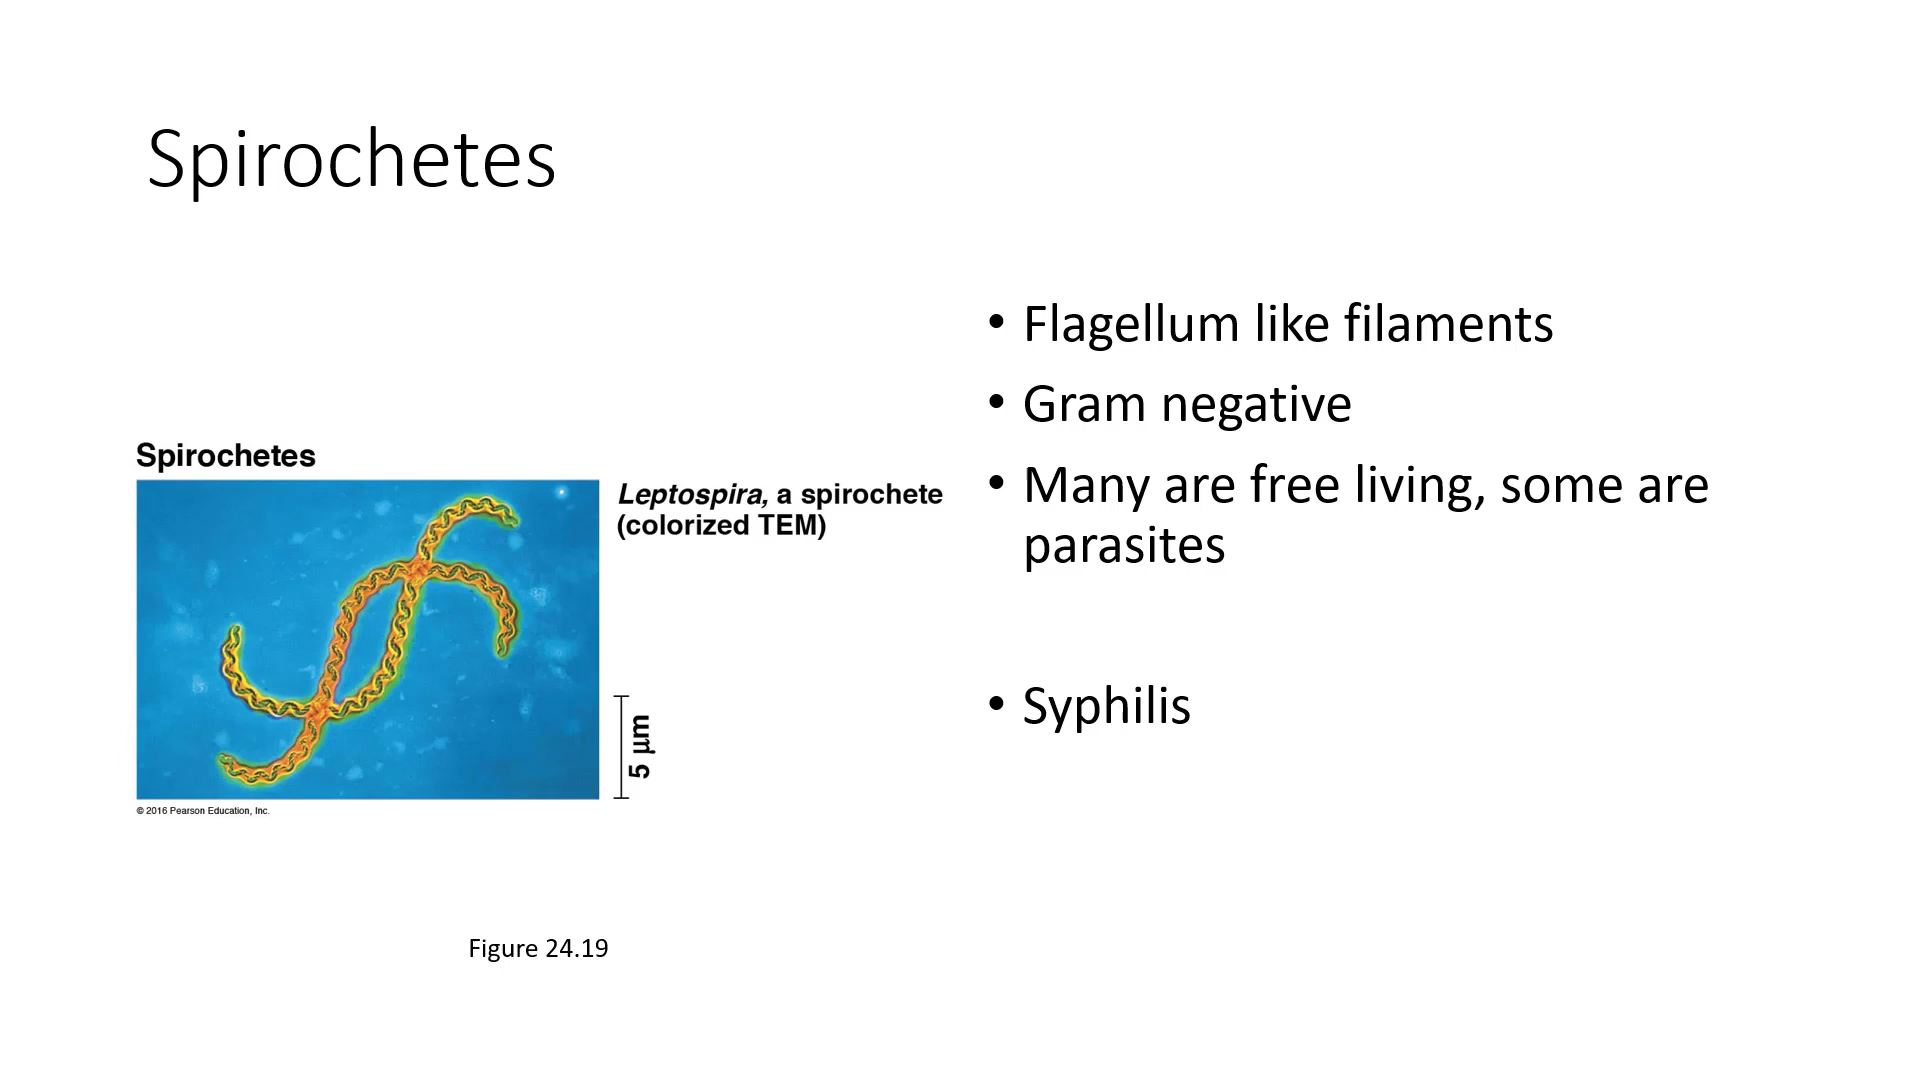 Spirochetes
Spirochetes
Leptospira, a spirochete
(colorized TEM)
5 µm
© 2016 Pearson Education, Inc.
Figure 24.19
• Flagellum like filaments
• Gram negative
• Many are free living, some are
parasites
• Syphilis